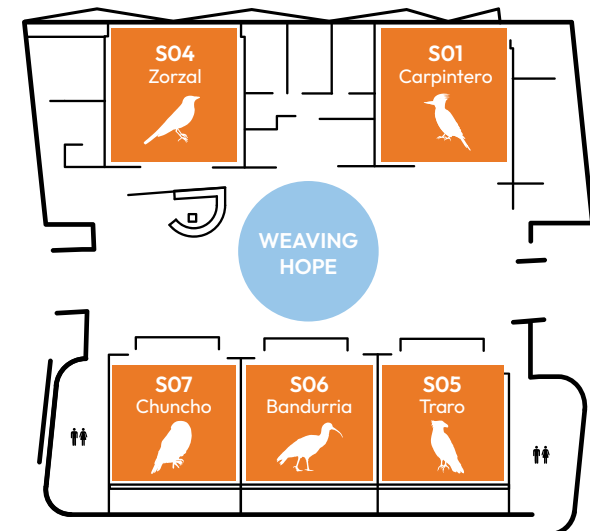 S04
Zorzal
S01
Carpintero
WEAVING
HOPE
S07
Chuncho
S06
Bandurria
S05
Traro